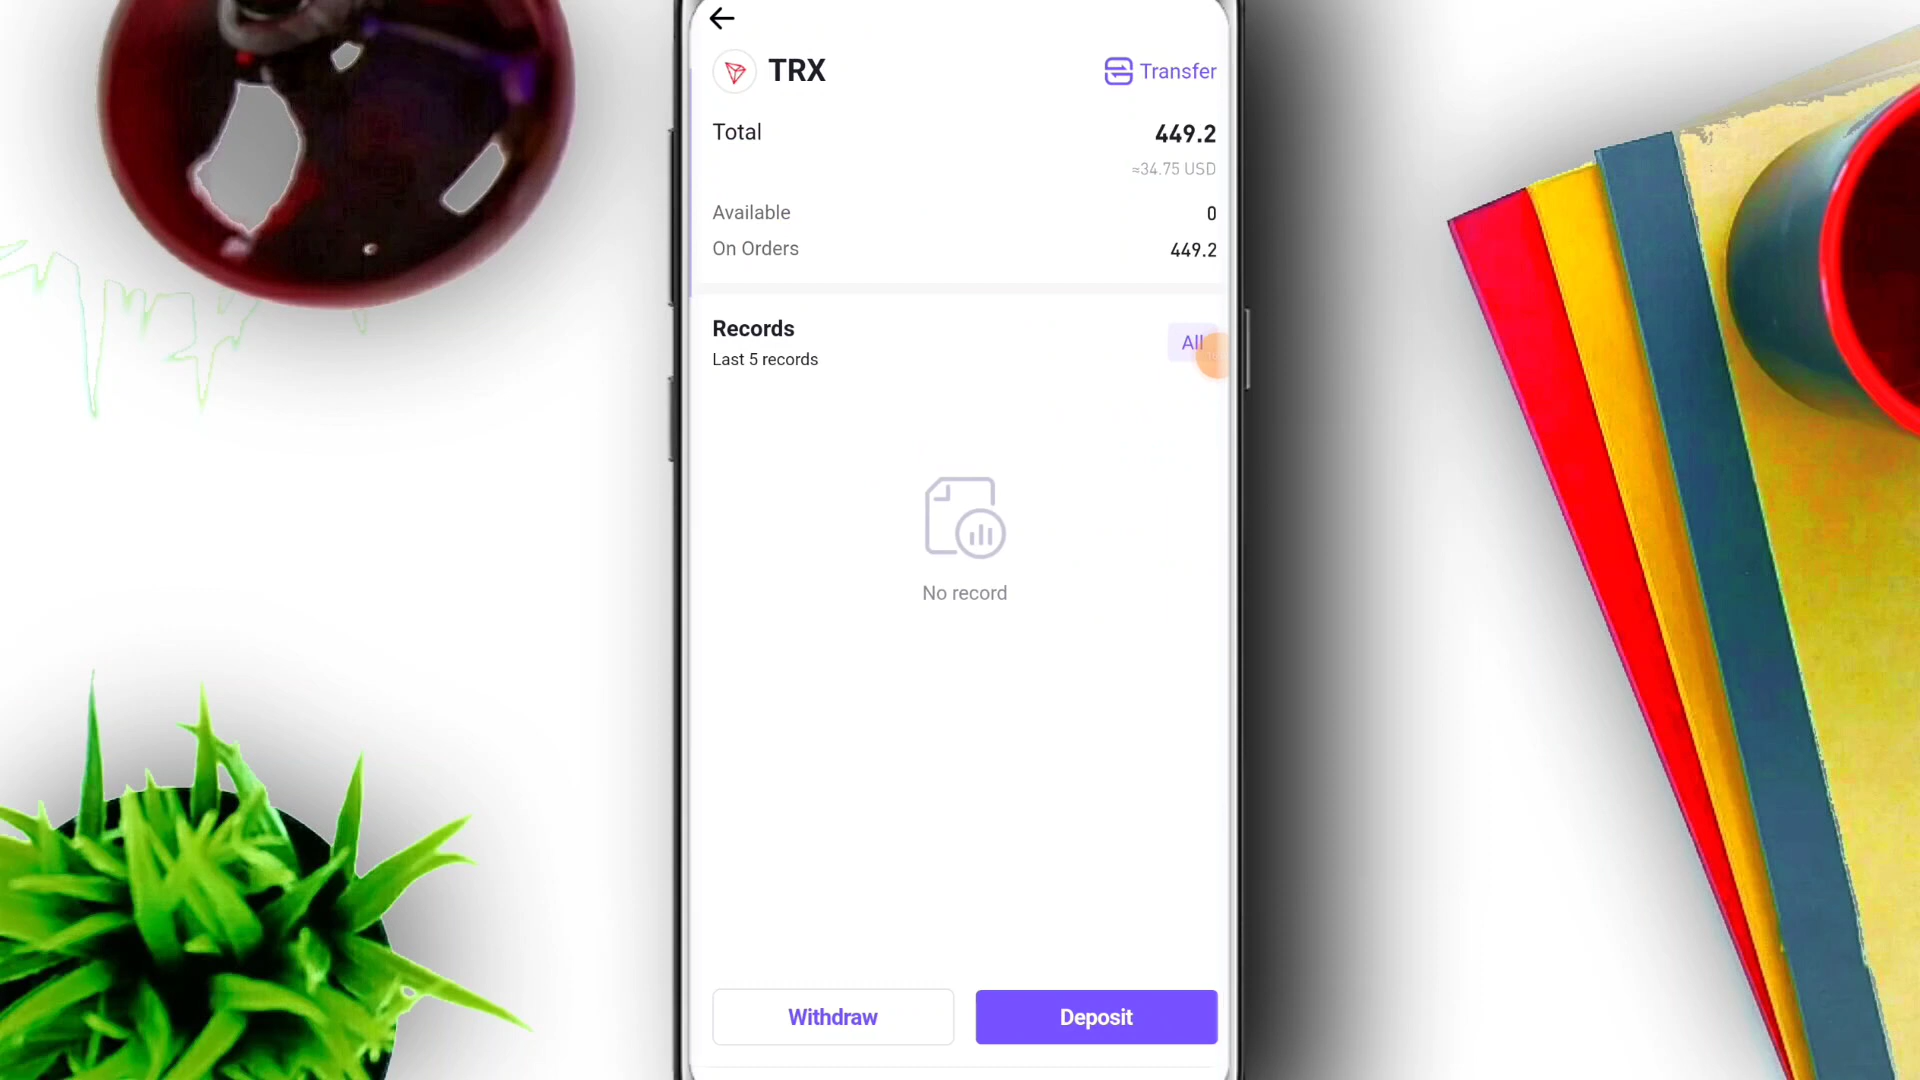 TRX
Transfer
Total
449.2
≈34.75 USD
Available
0
On Orders
449.2
Records
All
Last 5 records
No record
Withdraw
Deposit